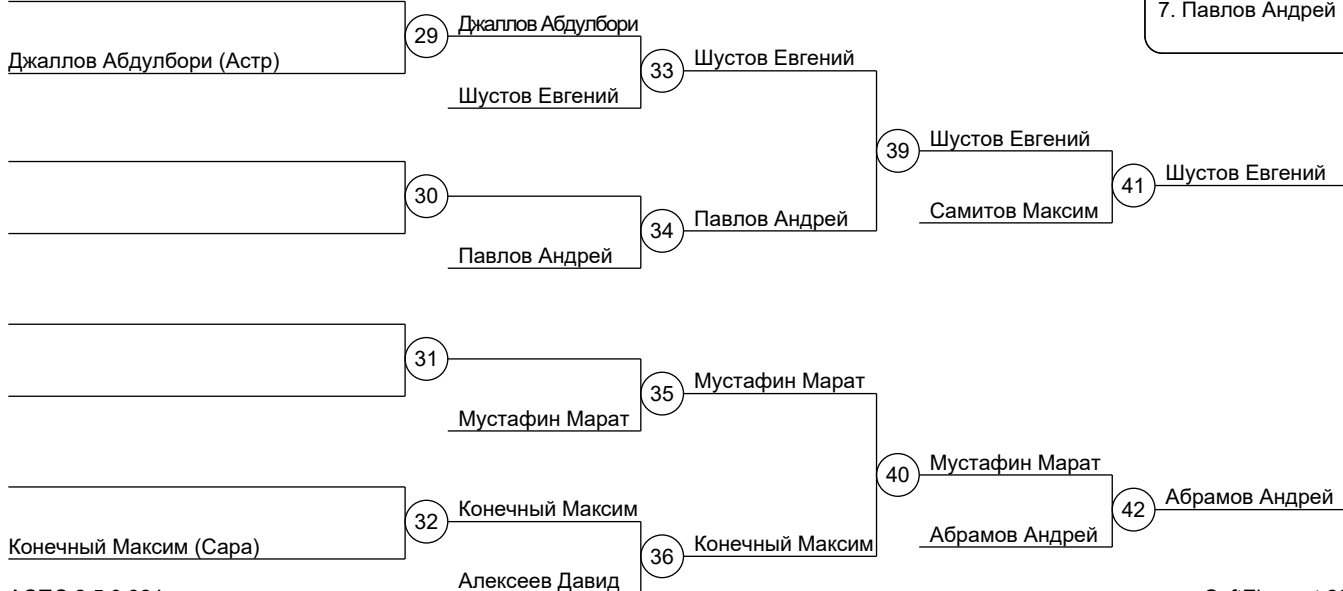 7. Павлов Андрей
29
Джаллов Абдулбори
Джаллов Абдулбори (Астр)
33
Шустов Евгений
Шустов Евгений
39
Шустов Евгений
30
41
Шустов Евгений
34
Павлов Андрей
Самитов Максим
Павлов Андрей
31
35
Мустафин Марат
Мустафин Марат
40
Мустафин Марат
32
Конечный Максим
42
Абрамов Андрей
Конечный Максим (Сара)
36
Конечный Максим
Абрамов Андрей
Алексеев Давид